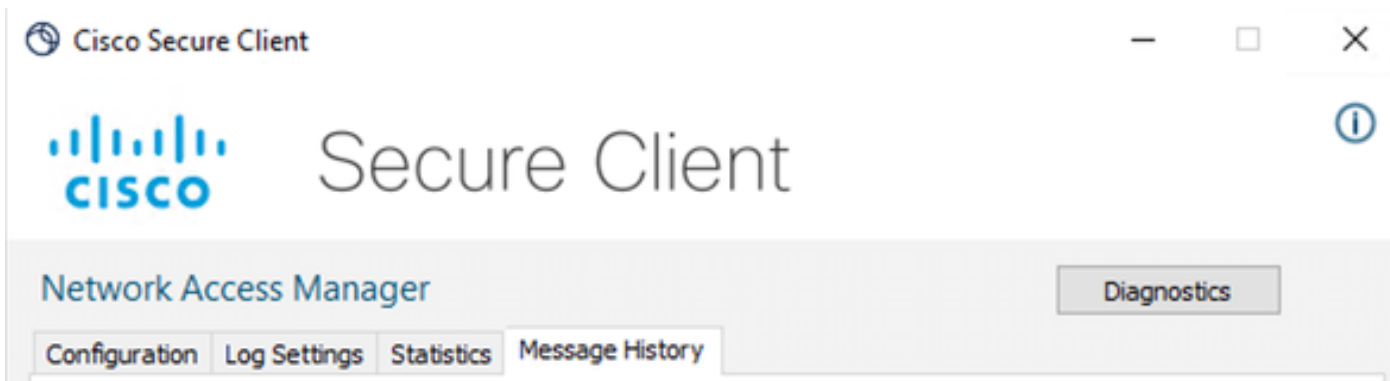 Cisco Secure Client
CISCO Secure Client
Network Access Manager Diagnostics
Configuration Log Settings Statistics Message History